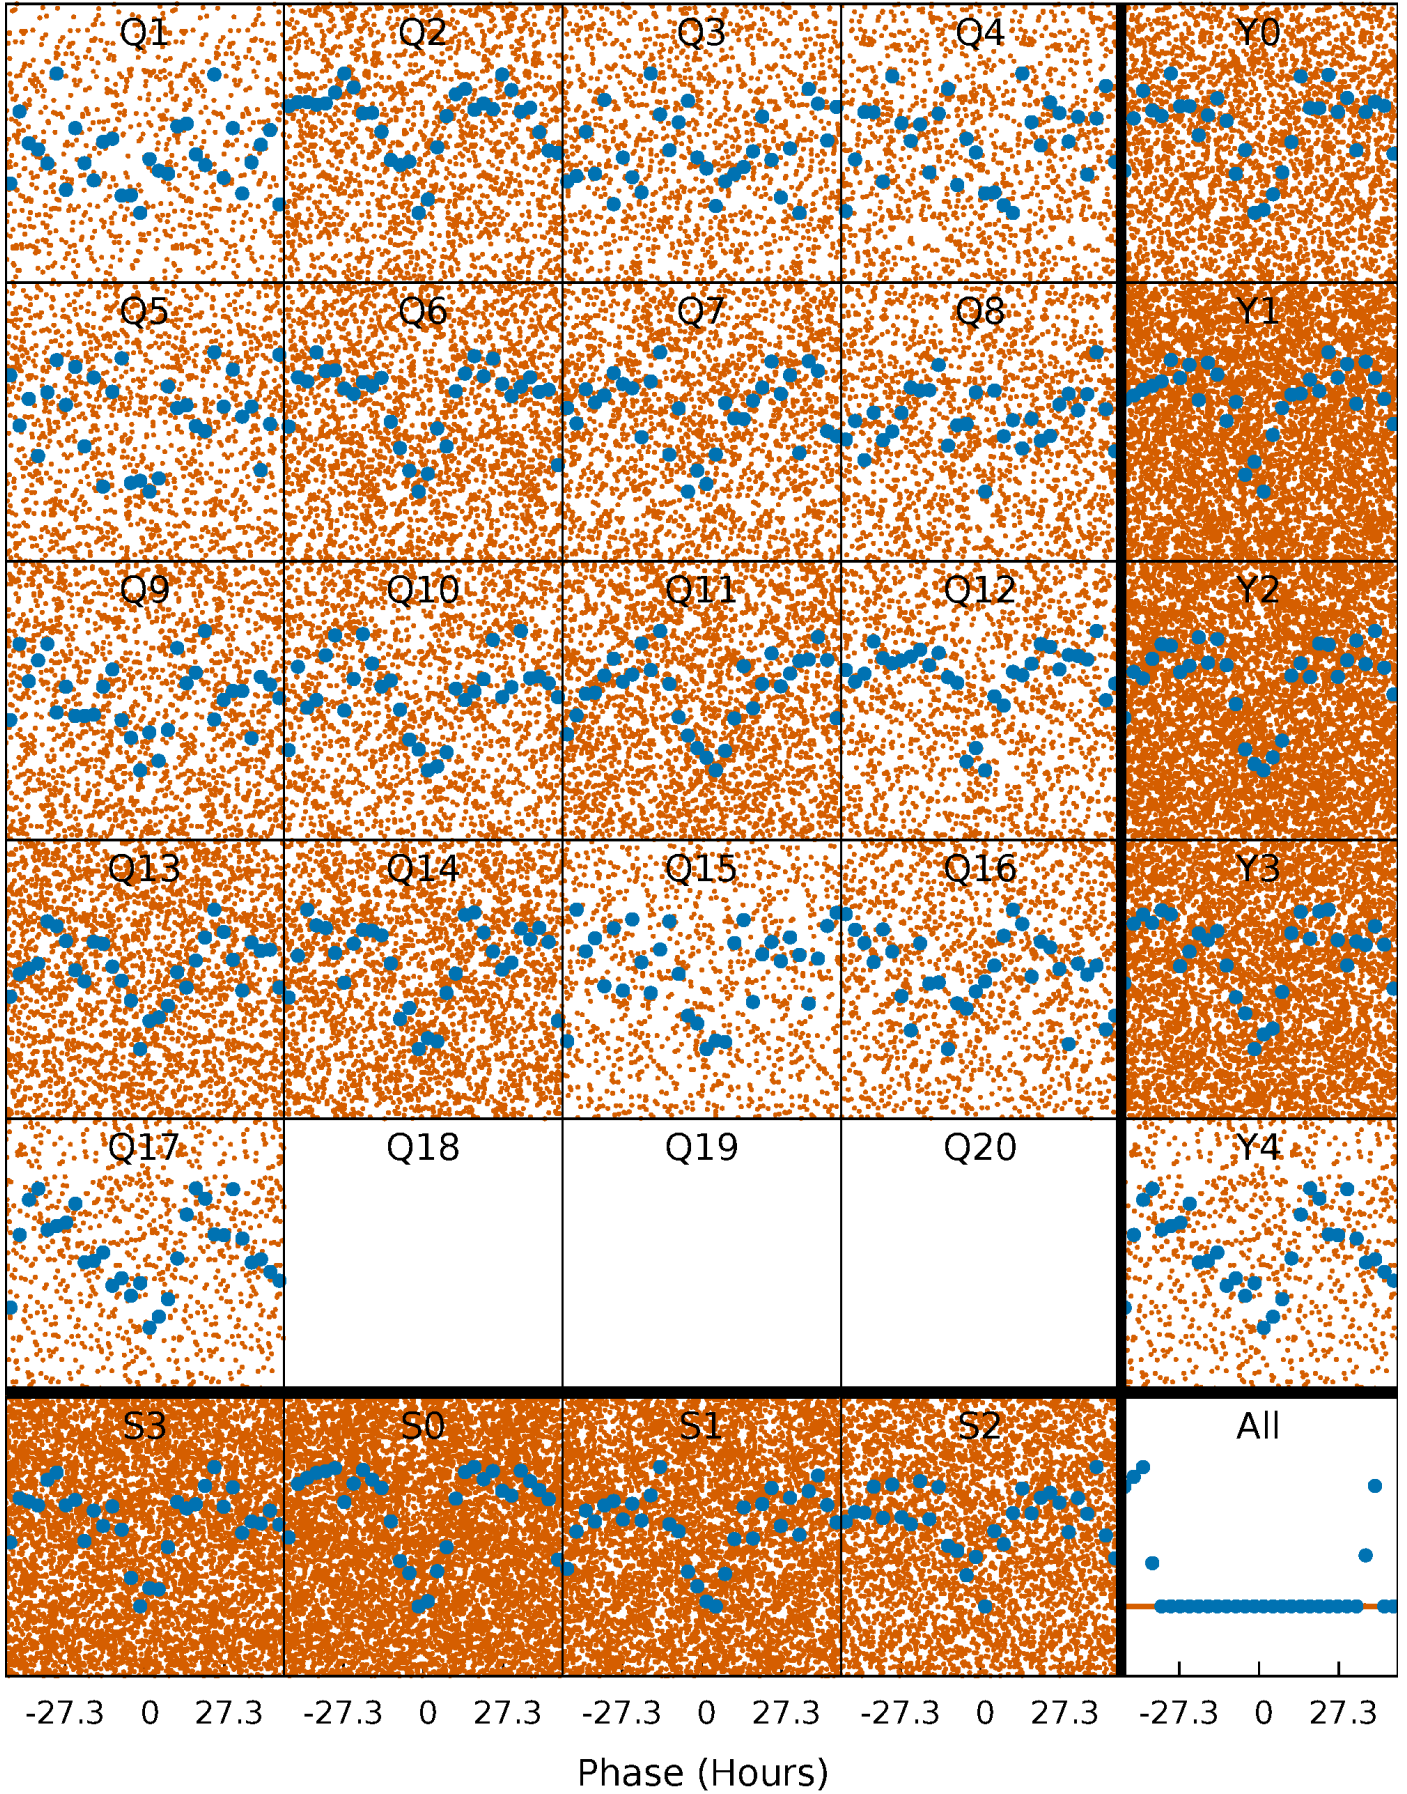 Q1 Q2 Q3 Q4 Y0
Q5 Q6 Q7 Q8 Y1
Q9 Q10 Q11 Q12 Y2
Q13 Q14 Q15 Q16 Y3
Q17 Q18 Q19 Q20 Y4
S3 S0 S1 S2 All
-27.3 0 27.3 -27.3 0 27.3 -27.3 0 27.3 -27.3 0 27.3 -27.3 0 27.3
Phase (Hours)